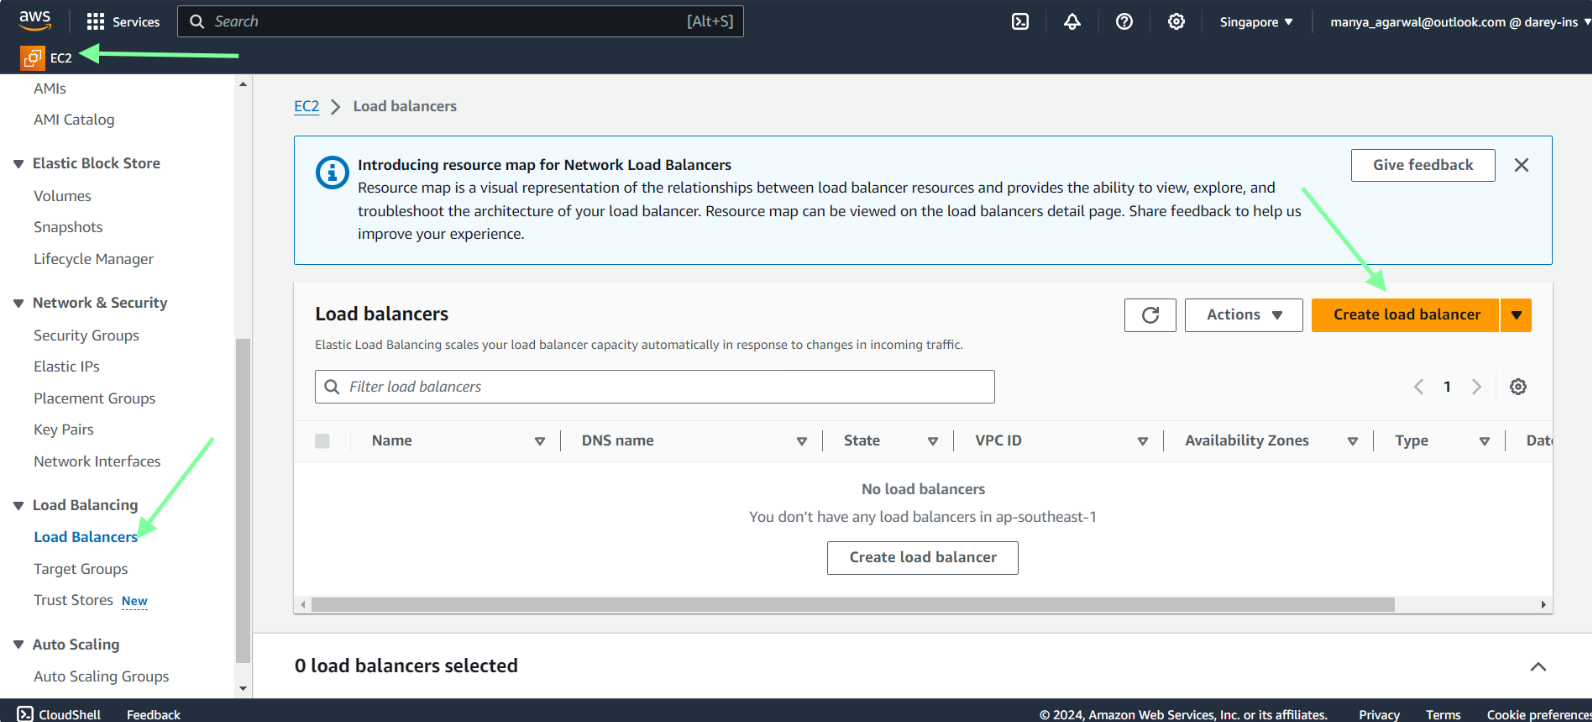 aws
Services
Search
[Alt+S]
Singapore
manya_agarwal@outlook.com @ darey-ins
EC2
AMIs
AMI Catalog
Elastic Block Store
Volumes
Snapshots
Lifecycle Manager
Network & Security
Security Groups
Elastic IPs
Placement Groups
Key Pairs
Network Interfaces
Load Balancing
Load Balancers
Target Groups
Trust Stores New
Auto Scaling
Auto Scaling Groups
EC2 > Load balancers
Introducing resource map for Network Load Balancers
Resource map is a visual representation of the relationships between load balancer resources and provides the ability to view, explore, and
troubleshoot the architecture of your load balancer. Resource map can be viewed on the load balancers detail page. Share feedback to help us
improve your experience.
Give feedback
Load balancers
Actions
Create load balancer
Elastic Load Balancing scales your load balancer capacity automatically in response to changes in incoming traffic.
Filter load balancers
1
Name
DNS name
State
VPC ID
Availability Zones
Type
Date
No load balancers
You don't have any load balancers in ap-southeast-1
Create load balancer
0 load balancers selected
CloudShell
Feedback
© 2024, Amazon Web Services, Inc. or its affiliates.
Privacy
Terms
Cookie preferences